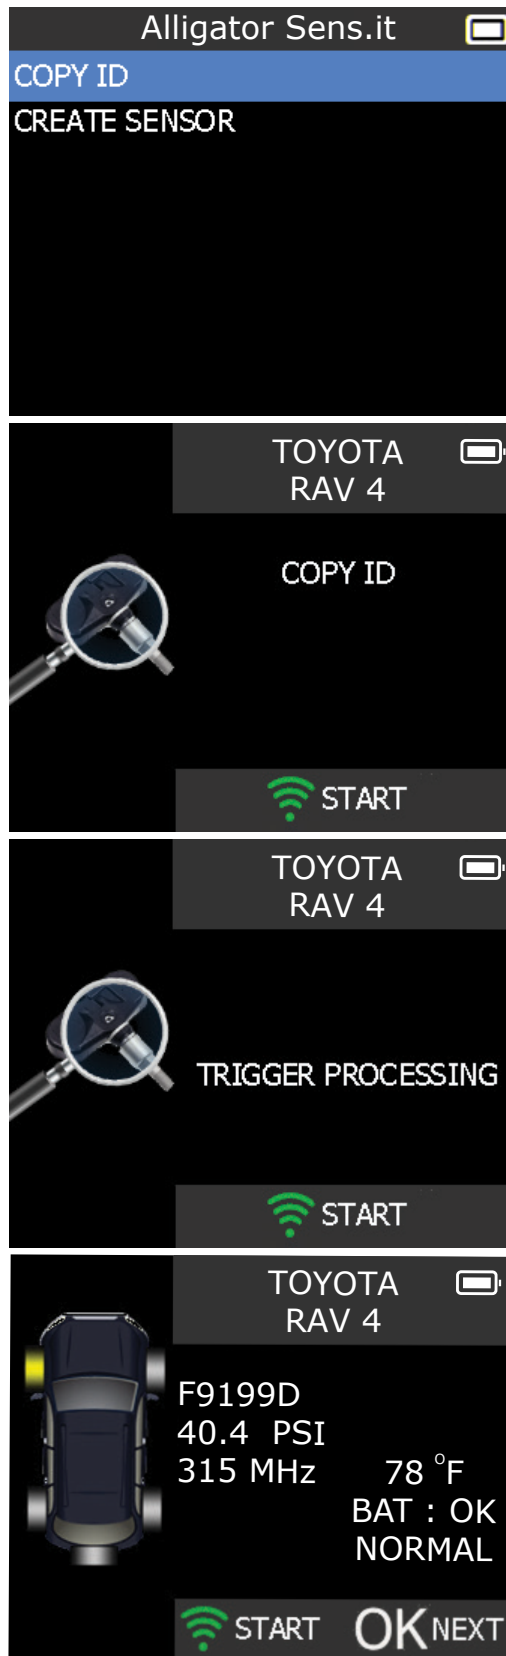 Alligator Sens.it
COPY ID
CREATE SENSOR
TOYOTA
RAV 4
COPY ID
START
TOYOTA
RAV 4
TRIGGER PROCESSING
START
TOYOTA
RAV 4
F9199D
40.4 PSI
315 MHz 78 °F
BAT : OK
NORMAL
START OK NEXT